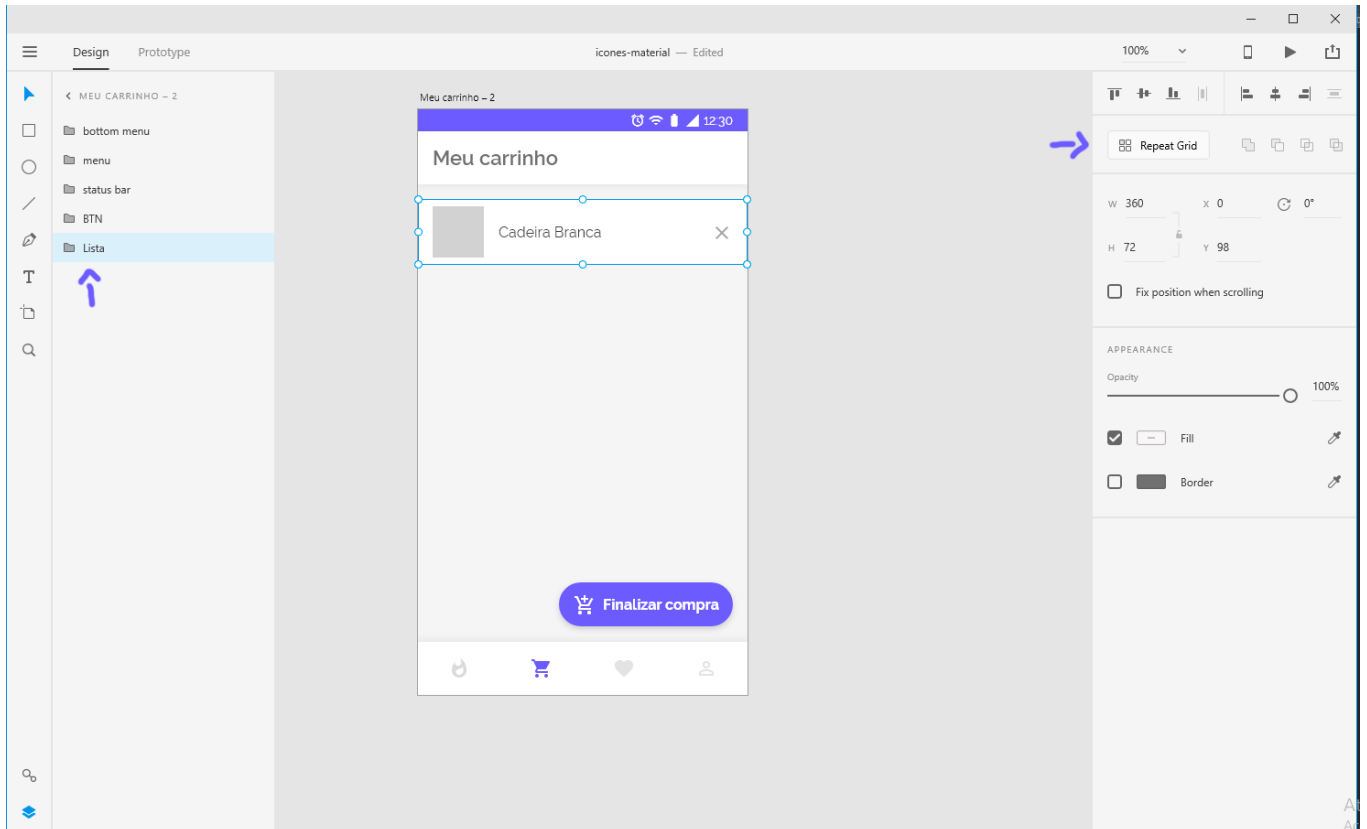 Design Prototype icones-material — Edited 100%
MEU CARRINHO – 2
bottom menu
menu
status bar
BTN
Lista
Meu carrinho – 2
12:30
Meu carrinho
Cadeira Branca
Finalizar compra
Repeat Grid
W 360 X 0 0°
H 72 Y 98
Fix position when scrolling
APPEARANCE
Opacity
100%
Fill
Border